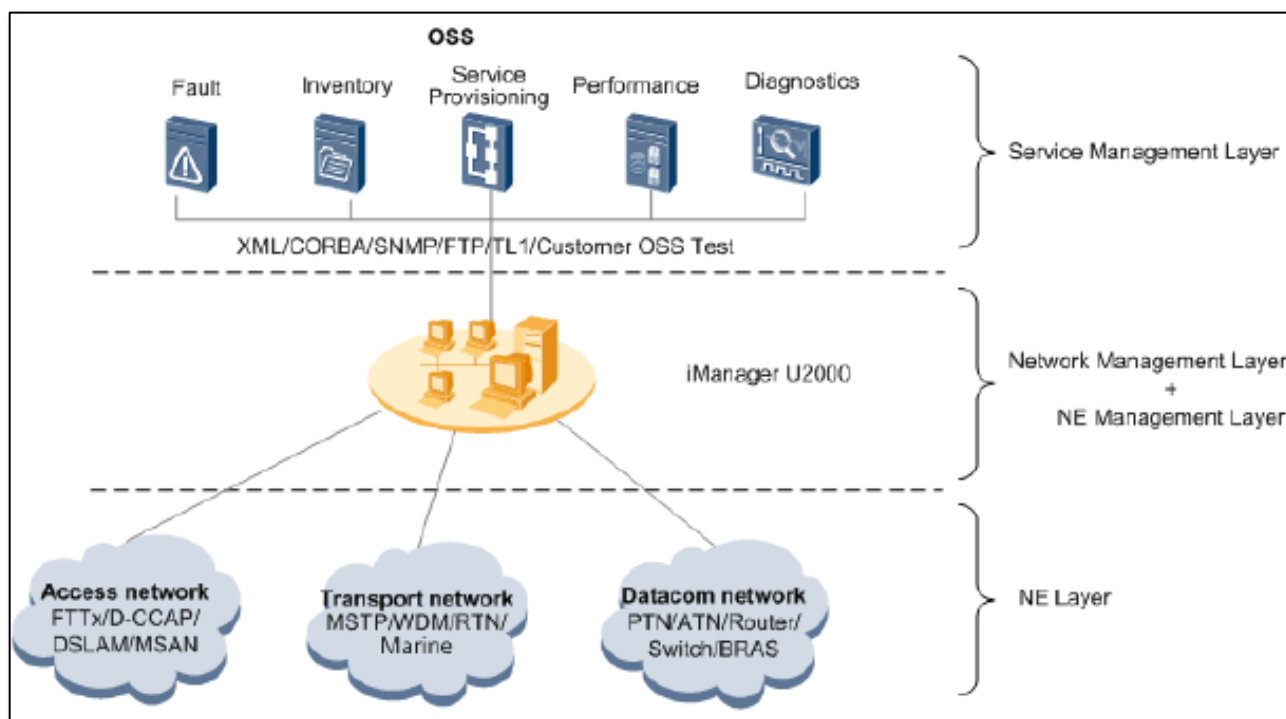 OSS
Fault
Inventory
Service
Provisioning
Performance
Diagnostics
Service Management Layer
XML/CORBA/SNMP/FTP/TL1/Customer OSS Test
iManager U2000
Network Management Layer
+
NE Management Layer
Access network
FTTx/D-CCAP/
DSLAM/MSAN
Transport network
MSTP/WDM/RTN/
Marine
Datacom network
PTN/ATN/Router/
Switch/BRAS
NE Layer